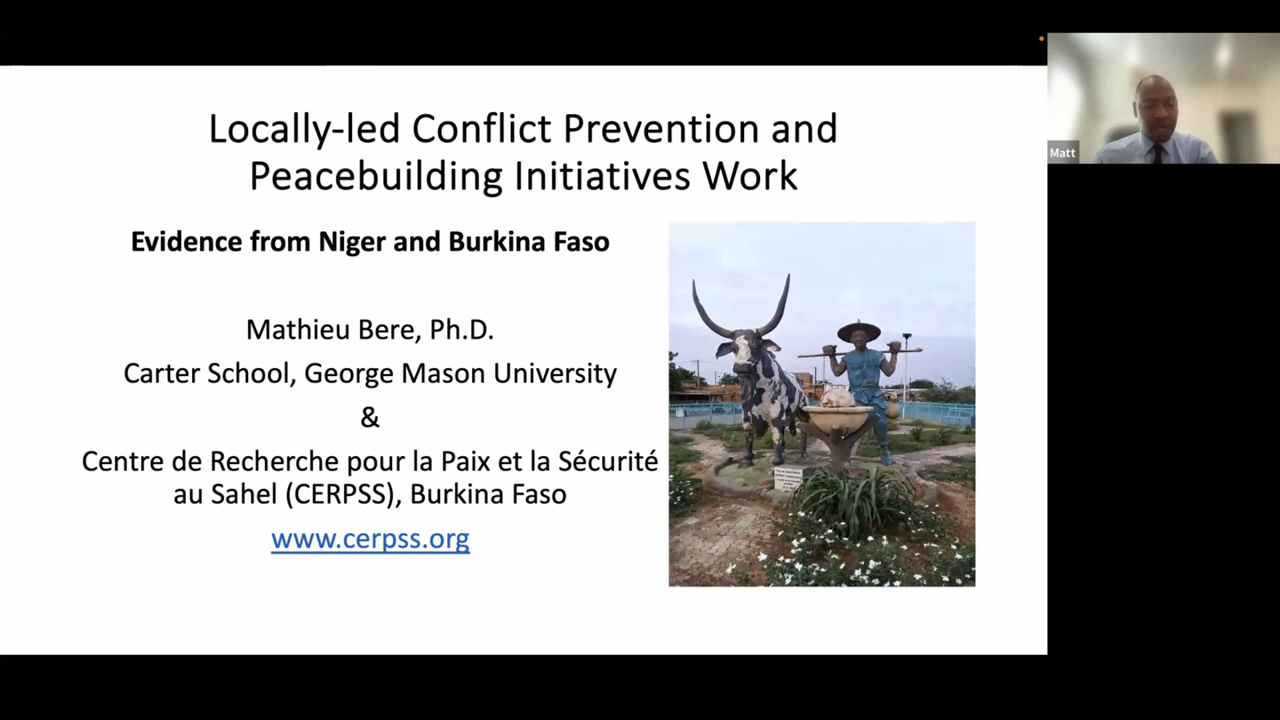 Locally-led Conflict Prevention and
Peacebuilding Initiatives Work
Evidence from Niger and Burkina Faso
Mathieu Bere, Ph.D.
Carter School, George Mason University
&
Centre de Recherche pour la Paix et la Sécurité
au Sahel (CERPSS), Burkina Faso
www.cerpss.org
Matt